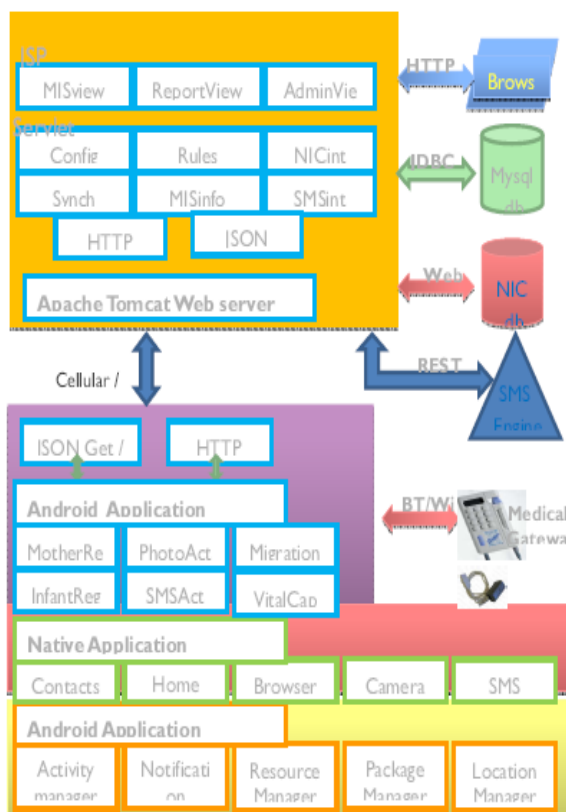 JSP
HTTP
MISview
ReportView
AdminVie
Brows
Servlet
Config
Rules
NICint
JDBC
Mysql
db
Synch
MISinfo
SMSint
HTTP
JSON
Web
NIC
db
Apache Tomcat Web server
Cellular /
REST
SMS
Engine
JSON Get /
HTTP
Android Application
BT/Wi
Medical
Gatewa
MotherRe
PhotoAct
Migration
InfantReg
SMSAct
VitalCap
Native Application
Contacts
Home
Browser
Camera
SMS
Android Application
Activity
manager
Notificati
on
Resource
Manager
Package
Manager
Location
Manager